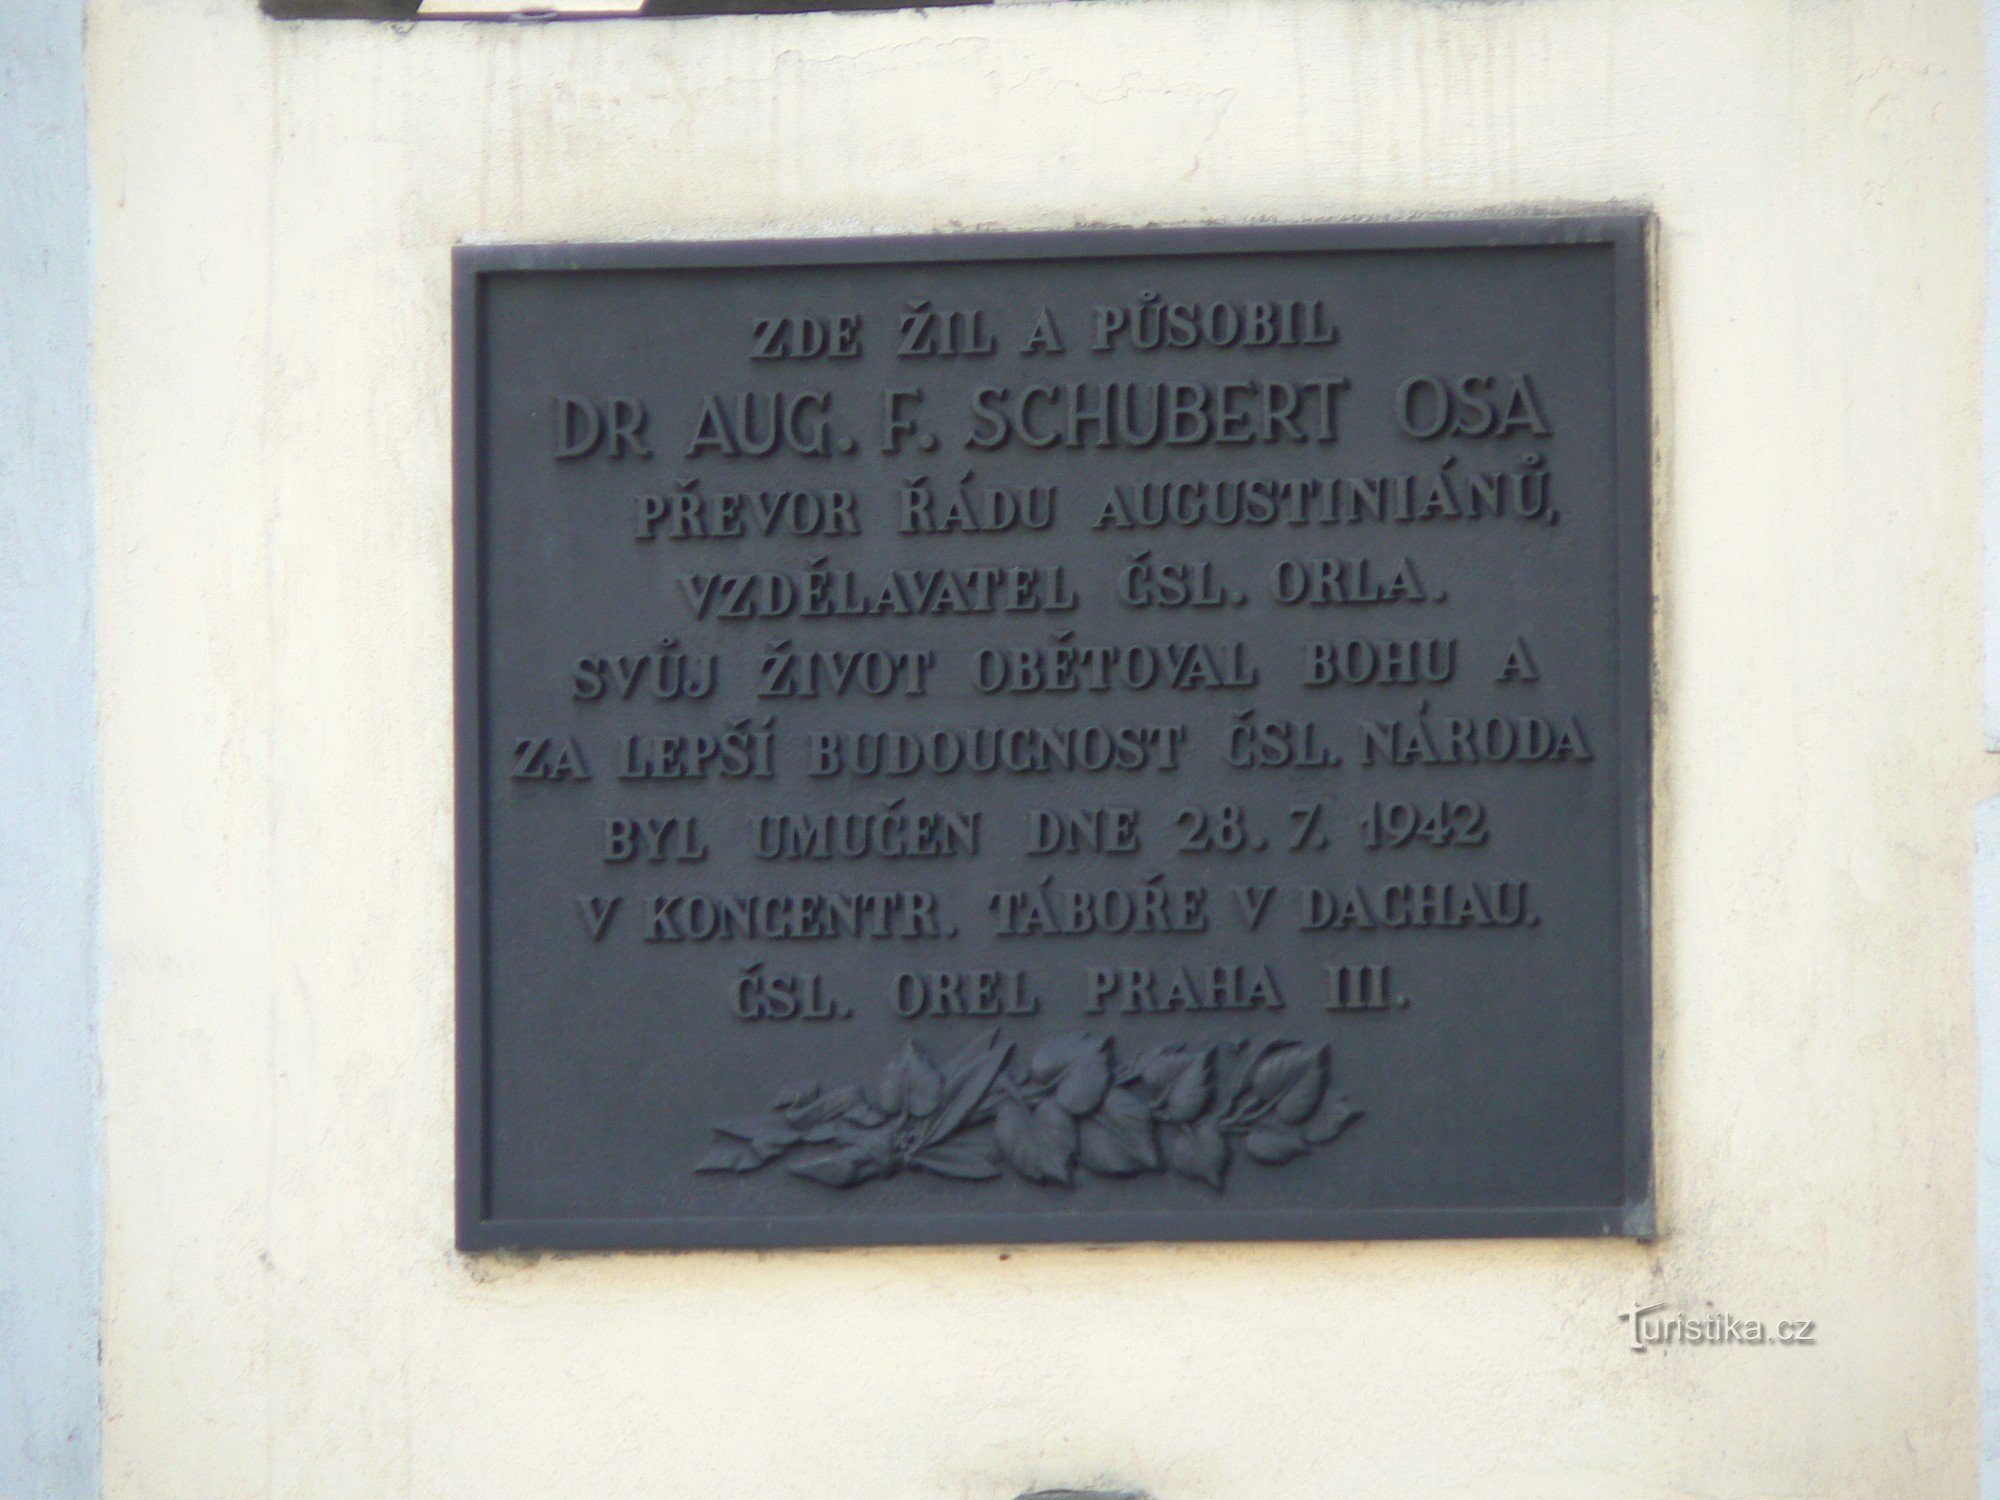 ZDE ŽIL A PŮSOBIL
DR AUG. F. SCHUBERT OSA
PŘEVOR ŘÁDU AUGUSTINIÁNŮ,
VZDĚLAVATEL ČSL. ORLA.
SVŮJ ŽIVOT OBĚTOVAL BOHU A
ZA LEPŠÍ BUDOUCNOST ČSL. NÁRODA
BYL UMUČEN DNE 28. 7. 1942
V KONCENTR. TÁBOŘE V DACHAU.
ČSL. OREL PRAHA III.
Turistika.cz